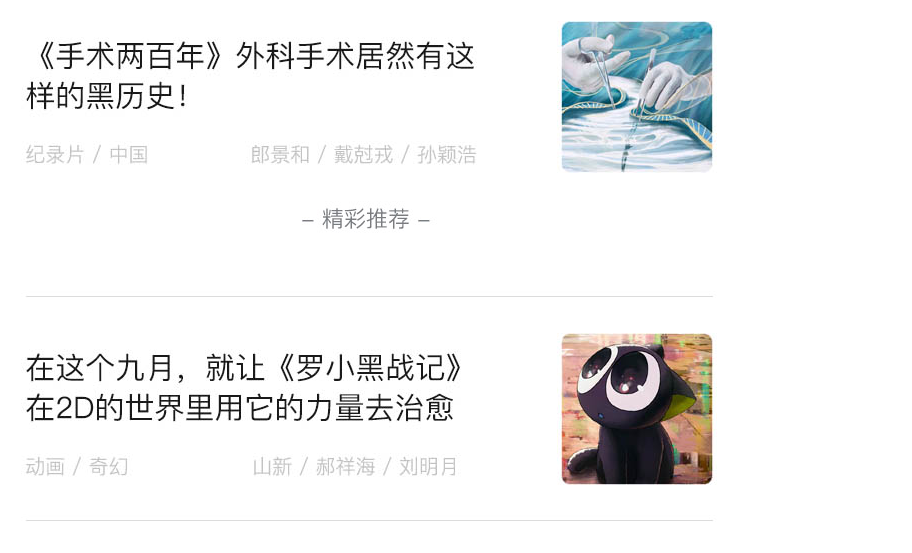 《手术两百年》外科手术居然有这
样的黑历史！
纪录片 / 中国 郎景和 / 戴尅戎 / 孙颖浩
- 精彩推荐 -
在这个九月，就让《罗小黑战记》
在2D的世界里用它的力量去治愈
动画 / 奇幻 山新 / 郝祥海 / 刘明月